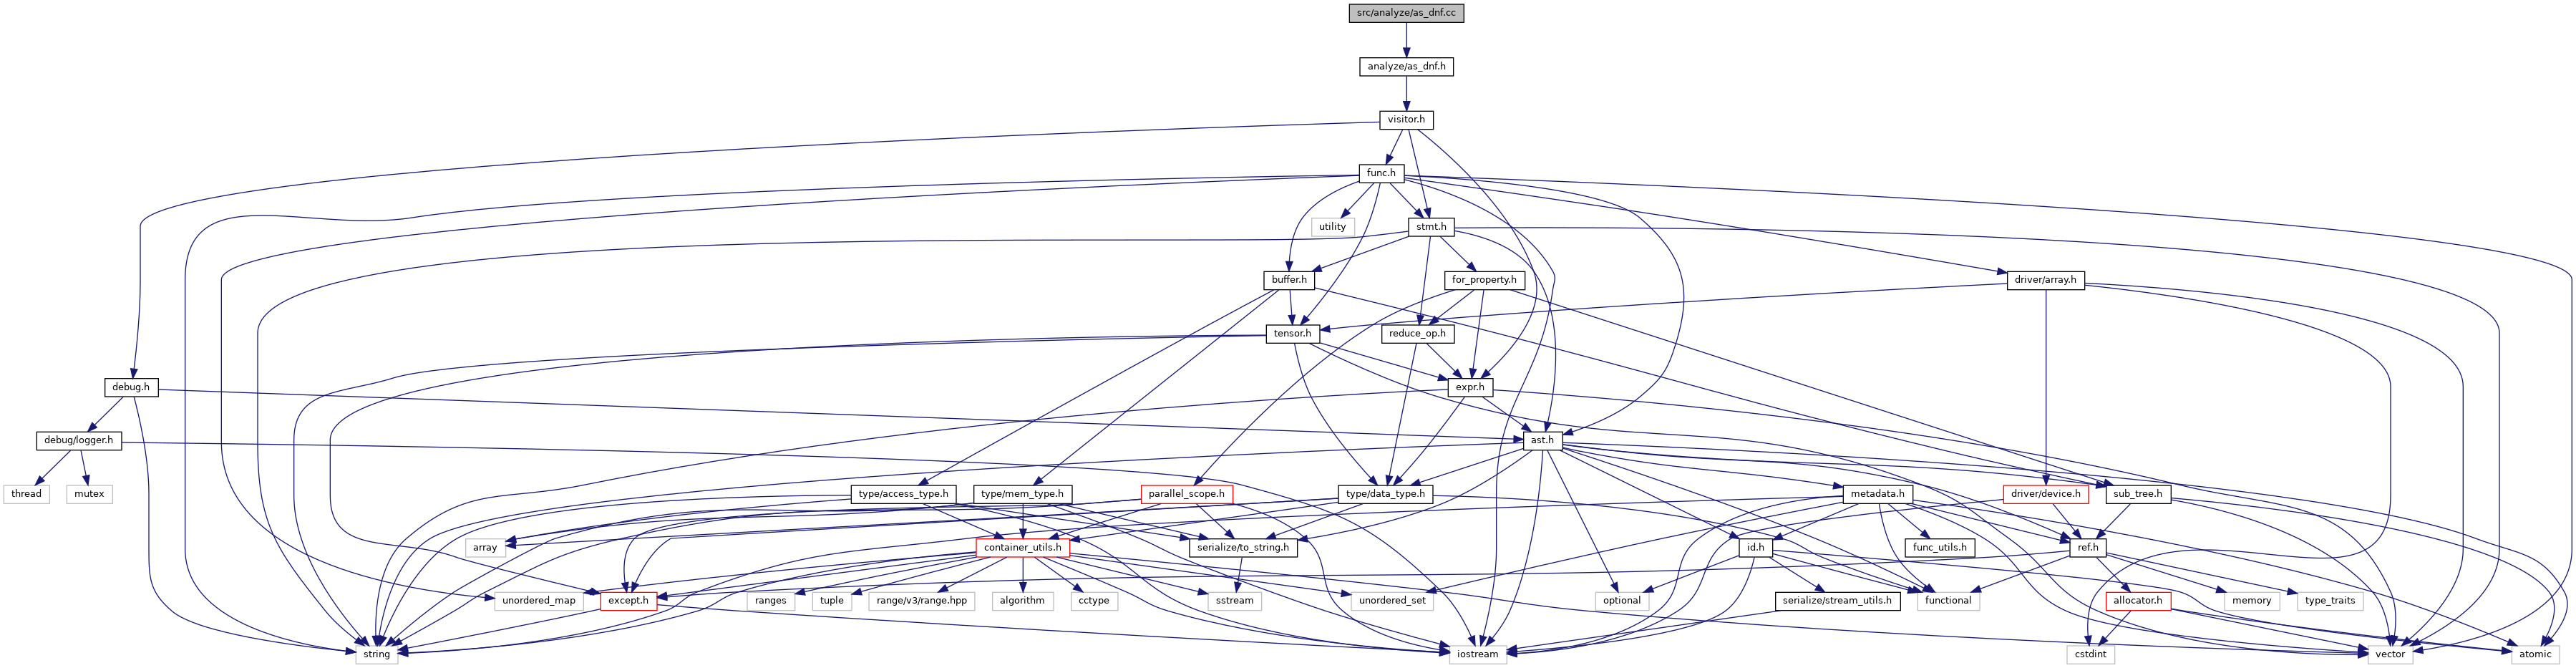 src/analyze/as_dnf.cc
analyze/as_dnf.h
visitor.h
func.h
utility
stmt.h
buffer.h
for_property.h
driver/array.h
tensor.h
reduce_op.h
debug.h
expr.h
debug/logger.h
ast.h
thread
mutex
type/access_type.h
type/mem_type.h
parallel_scope.h
type/data_type.h
metadata.h
driver/device.h
sub_tree.h
array
container_utils.h
serialize/to_string.h
id.h
func_utils.h
ref.h
unordered_map
except.h
ranges
tuple
range/v3/range.hpp
algorithm
cctype
sstream
unordered_set
optional
serialize/stream_utils.h
functional
allocator.h
memory
type_traits
string
iostream
cstdint
vector
atomic